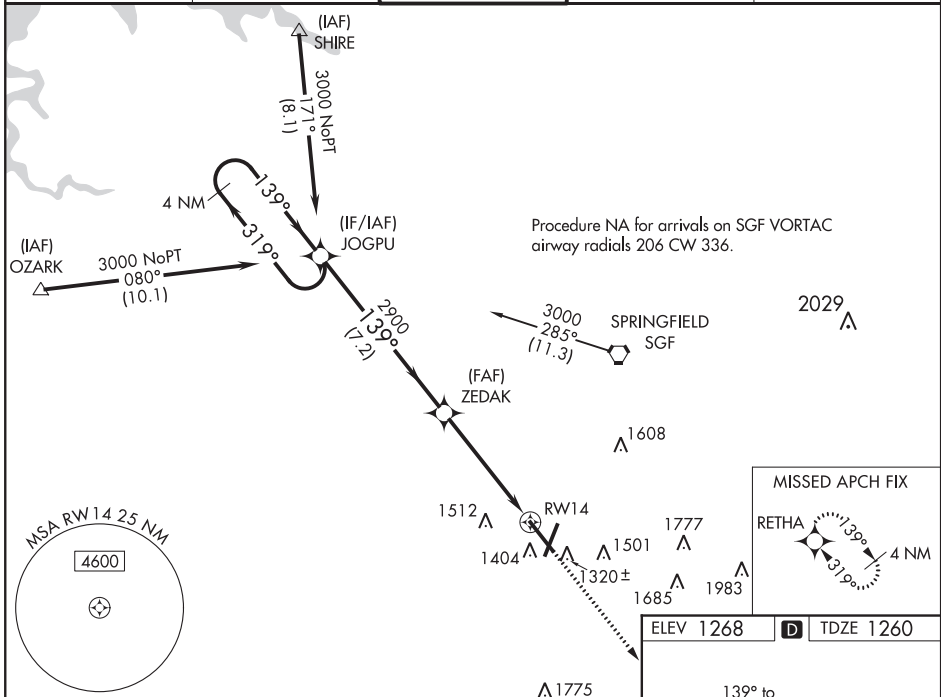 (IAF)
SHIRE
3000 NoPT
171°
(8.1)
4 NM
139°
319°
(IF/IAF)
JOGPU
(IAF)
OZARK
3000 NoPT
080°
(10.1)
Procedure NA for arrivals on SGF VORTAC
airway radials 206 CW 336.
2900
139°
(7.2)
3000
285°
(11.3)
SPRINGFIELD
SGF
2029
(FAF)
ZEDAK
1608
MISSED APCH FIX
RETHA
139°
319°
4 NM
1512
RW14
1404
1320±
1501
1777
1685
1983
MSA RW14 25 NM
4600
ELEV 1268
D
TDZE 1260
1775
139° to